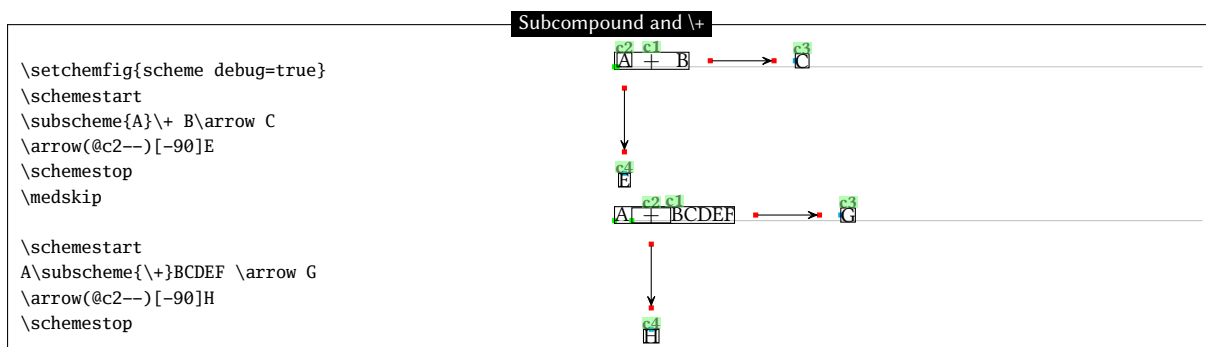 Subcompound and \+
\setchemfig{scheme debug=true}
\schemestart
\subscheme{A}\+ B\arrow C
\arrow(@c2--)[-90]E
\schemestop
\medskip
\schemestart
A\subscheme{\+}BCDEF \arrow G
\arrow(@c2--)[-90]H
\schemestop
c2 c1 c3
A + B C
c4
E
c2 c1 c3
A + BCDEF G
c4
H